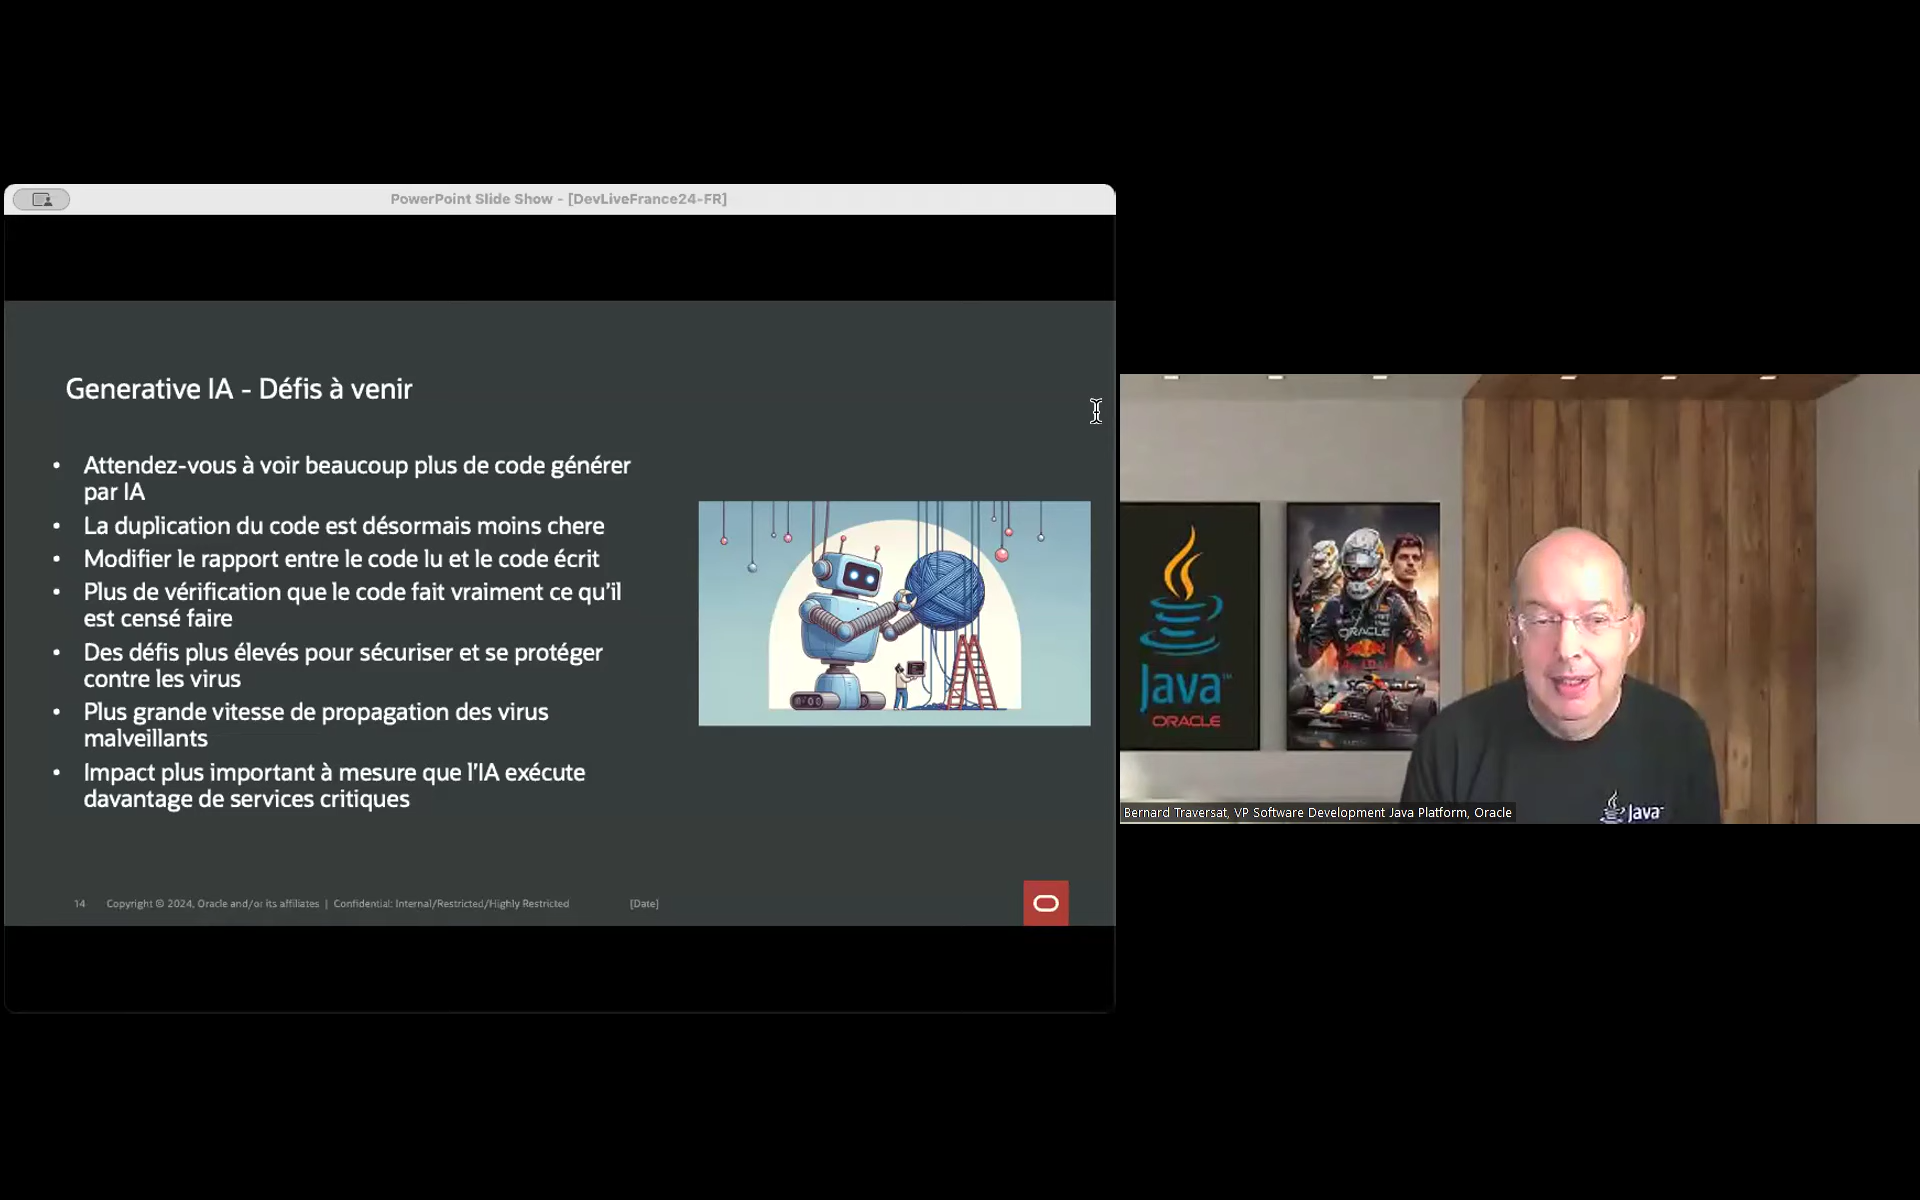 PowerPoint Slide Show - [DevLiveFrance24-FR]
Generative IA - Défis à venir
• Attendez-vous à voir beaucoup plus de code générer
par IA
• La duplication du code est désormais moins chere
• Modifier le rapport entre le code lu et le code écrit
• Plus de vérification que le code fait vraiment ce qu'il
est censé faire
• Des défis plus élevés pour sécuriser et se protéger
contre les virus
• Plus grande vitesse de propagation des virus
malveillants
• Impact plus important à mesure que l'IA exécute
davantage de services critiques
14 Copyright © 2024, Oracle and/or its affiliates | Confidential: Internal/Restricted/Highly Restricted [Date]
Java™
ORACLE
ORACLE
Red Bull
Java
Bernard Traversat, VP Software Development Java Platform, Oracle